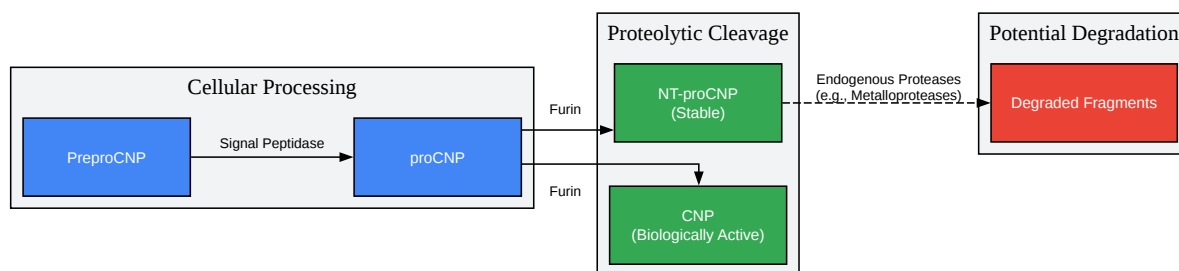 Cellular Processing
PreproCNP
Signal Peptidase
proCNP
Furin
Furin
Proteolytic Cleavage
NT-proCNP
(Stable)
CNP
(Biologically Active)
Endogenous Proteases
(e.g., Metalloproteases)
Potential Degradation
Degraded Fragments